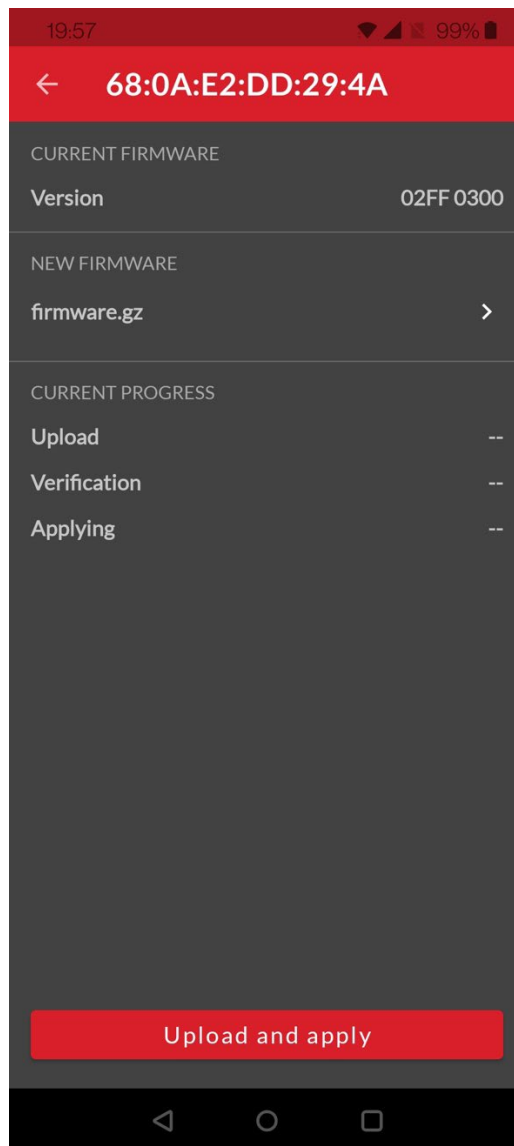 19:57 99%
68:0A:E2:DD:29:4A
CURRENT FIRMWARE
Version 02FF 0300
NEW FIRMWARE
firmware.gz
CURRENT PROGRESS
Upload --
Verification --
Applying --
Upload and apply